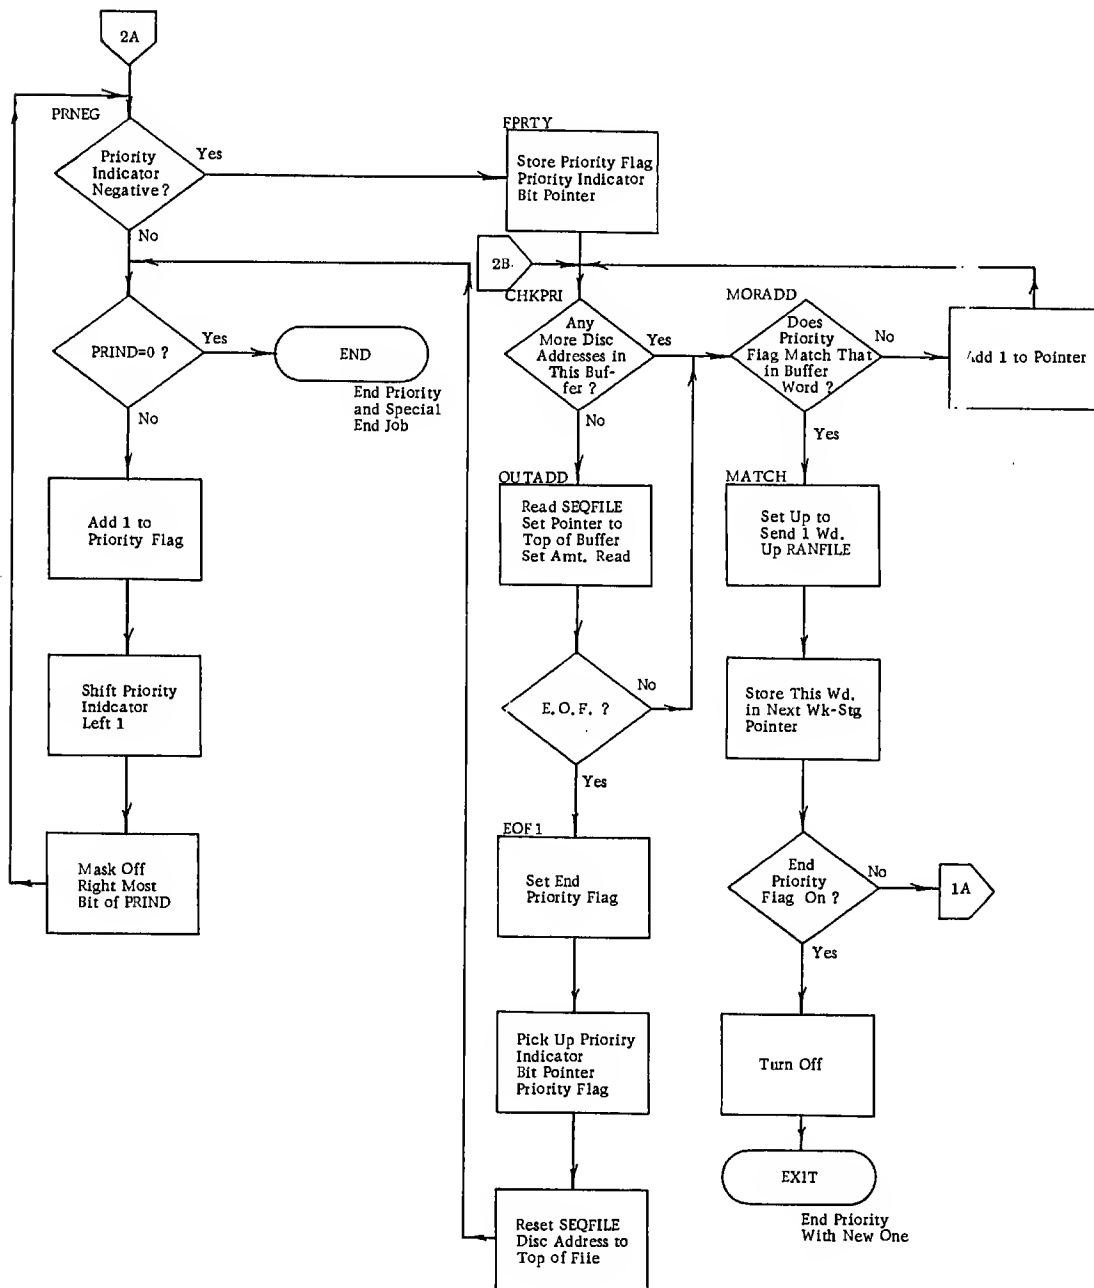 2A
PRNEG
Priority
Indicator
Negative?
Yes
No
PRIND=0 ?
Yes
No
END
End Priority
and Special
End Job
Add 1 to
Priority Flag
Shift Priority
Inidcator
Left 1
Mask Off
Right Most
Bit of PRIND
FPRTY
Store Priority Flag
Priority Indicator
Bit Pointer
2B
CHKPRI
Any
More Disc
Addresses in
This Buf-
fer ?
Yes
No
OUTADD
Read SEQFILE
Set Pointer to
Top of Buffer
Set Amt. Read
E.O.F. ?
No
Yes
EOF1
Set End
Priority Flag
Pick Up Priority
Indicator
Bit Pointer
Priority Flag
Reset SEQFILE
Disc Address to
Top of File
MORADD
Does
Priority
Flag Match That
in Buffer
Word ?
No
Yes
Add 1 to Pointer
MATCH
Set Up to
Send 1 Wd.
Up RANFILE
Store This Wd.
in Next Wk-Stg
Pointer
End
Priority
Flag On ?
No
1A
Yes
Turn Off
EXIT
End Priority
With New One